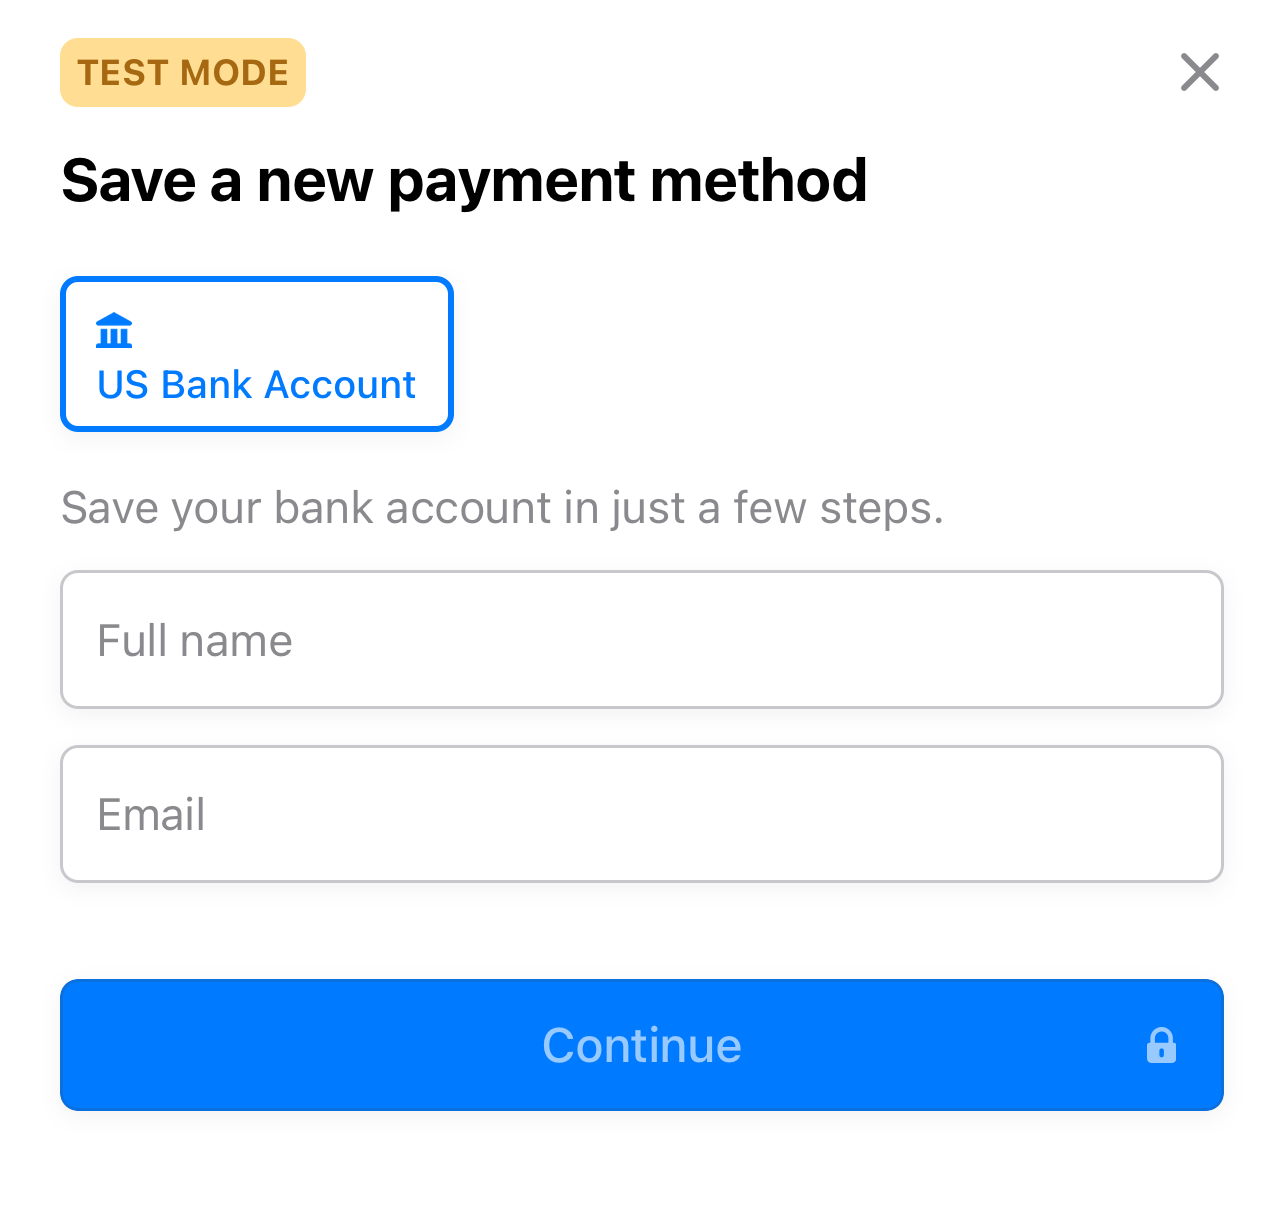 TEST MODE
Save a new payment method
US Bank Account
Save your bank account in just a few steps.
Full name
Email
Continue